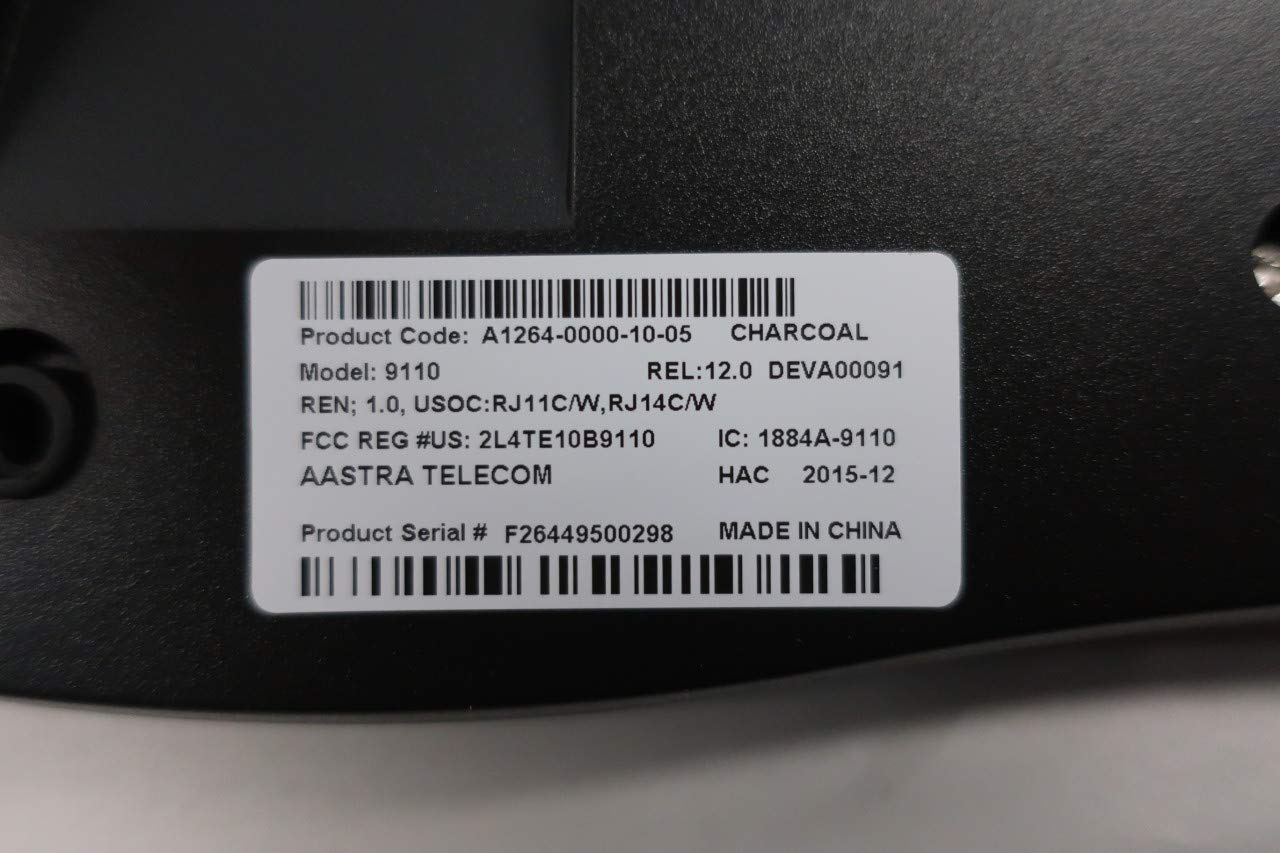 Product Code: A1264-0000-10-05 CHARCOAL
Model: 9110 REL:12.0 DEVA00091
REN; 1.0, USOC:RJ11C/W,RJ14C/W
FCC REG #US: 2L4TE10B9110 IC: 1884A-9110
AASTRA TELECOM HAC 2015-12
Product Serial # F26449500298 MADE IN CHINA